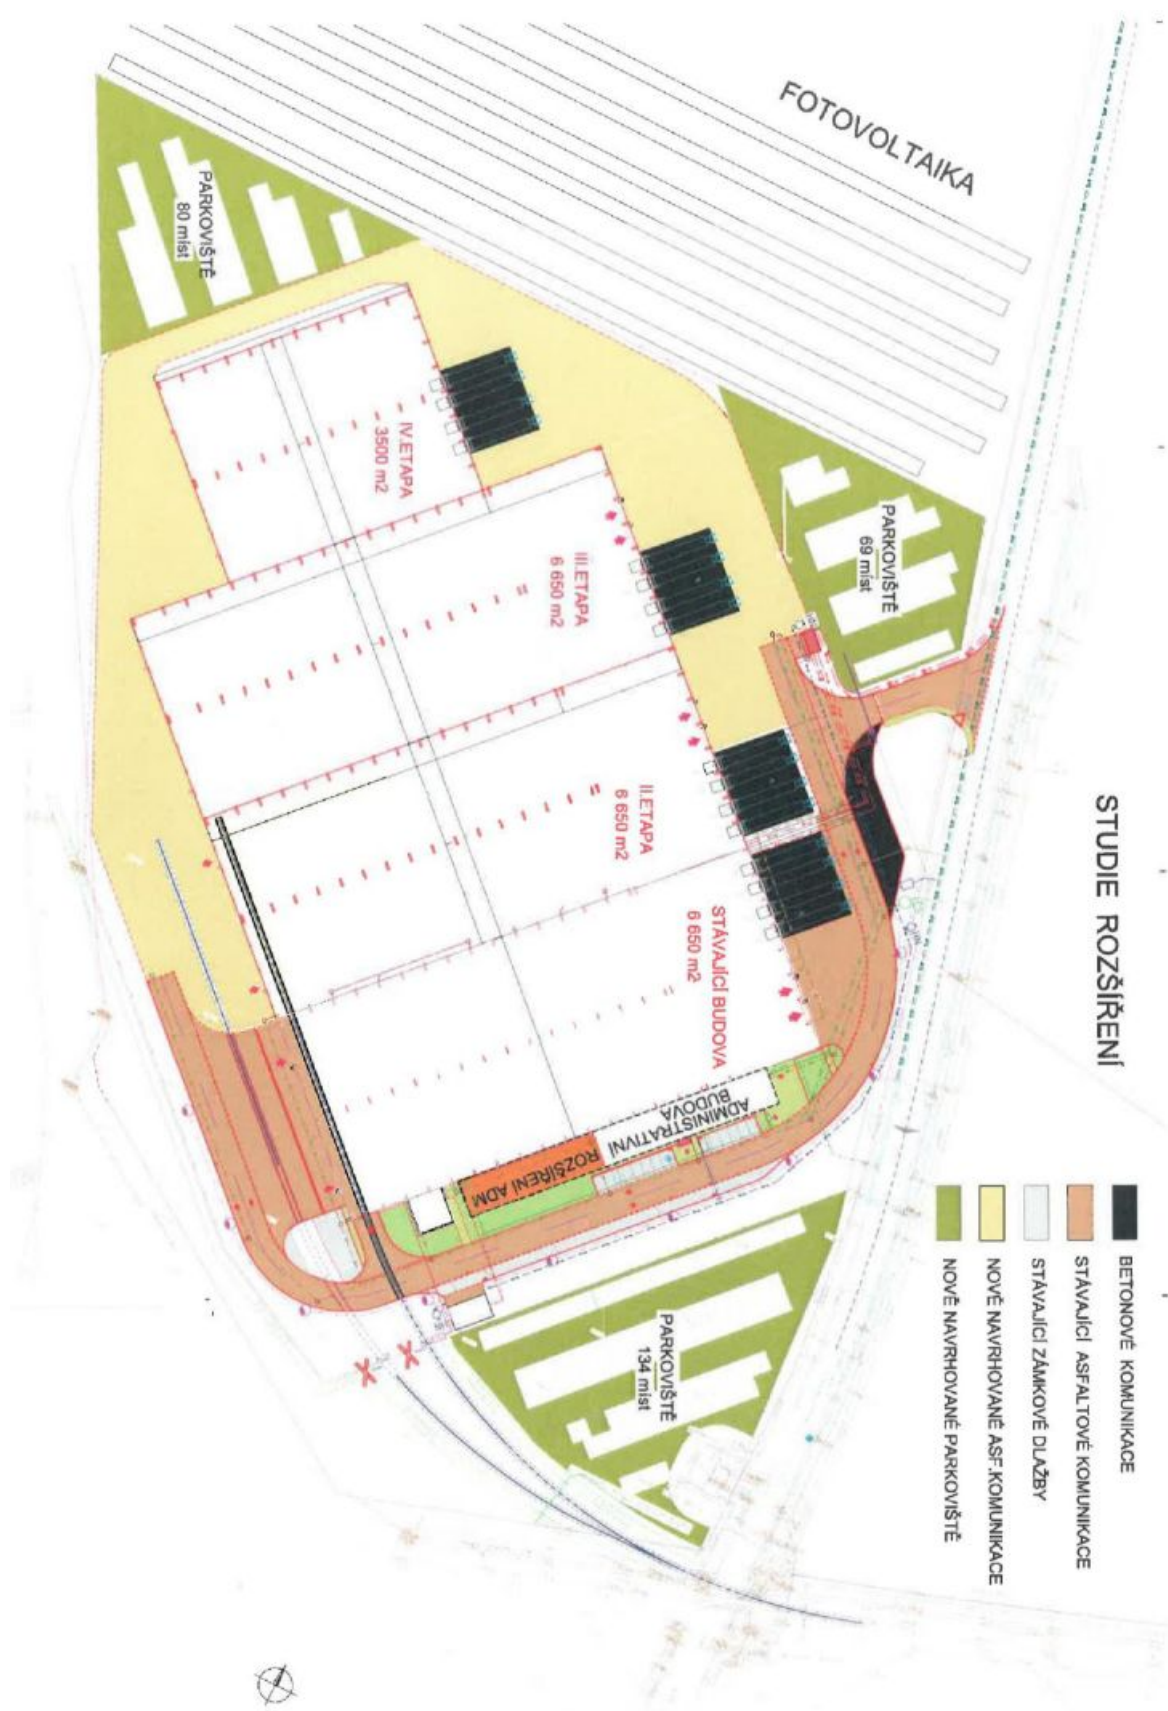 STUDIE ROZŠÍŘENÍ
BETONOVÉ KOMUNIKACE
STÁVAJÍCÍ ASFALTOVÉ KOMUNIKACE
STÁVAJÍCÍ ZÁMKOVÉ DLAŽBY
NOVĚ NAVRHOVANÉ ASF.KOMUNIKACE
NOVĚ NAVRHOVANÉ PARKOVIŠTĚ
FOTOVOLTAIKA
PARKOVIŠTĚ
80 míst
PARKOVIŠTĚ
69 míst
IV.ETAPA
3500 m2
III.ETAPA
6 650 m2
II.ETAPA
6 650 m2
STÁVAJÍCÍ BUDOVA
6 650 m2
ADMINISTRATIVNÍ
BUDOVA
ROZŠÍŘENÍ ADM
PARKOVIŠTĚ
134 míst